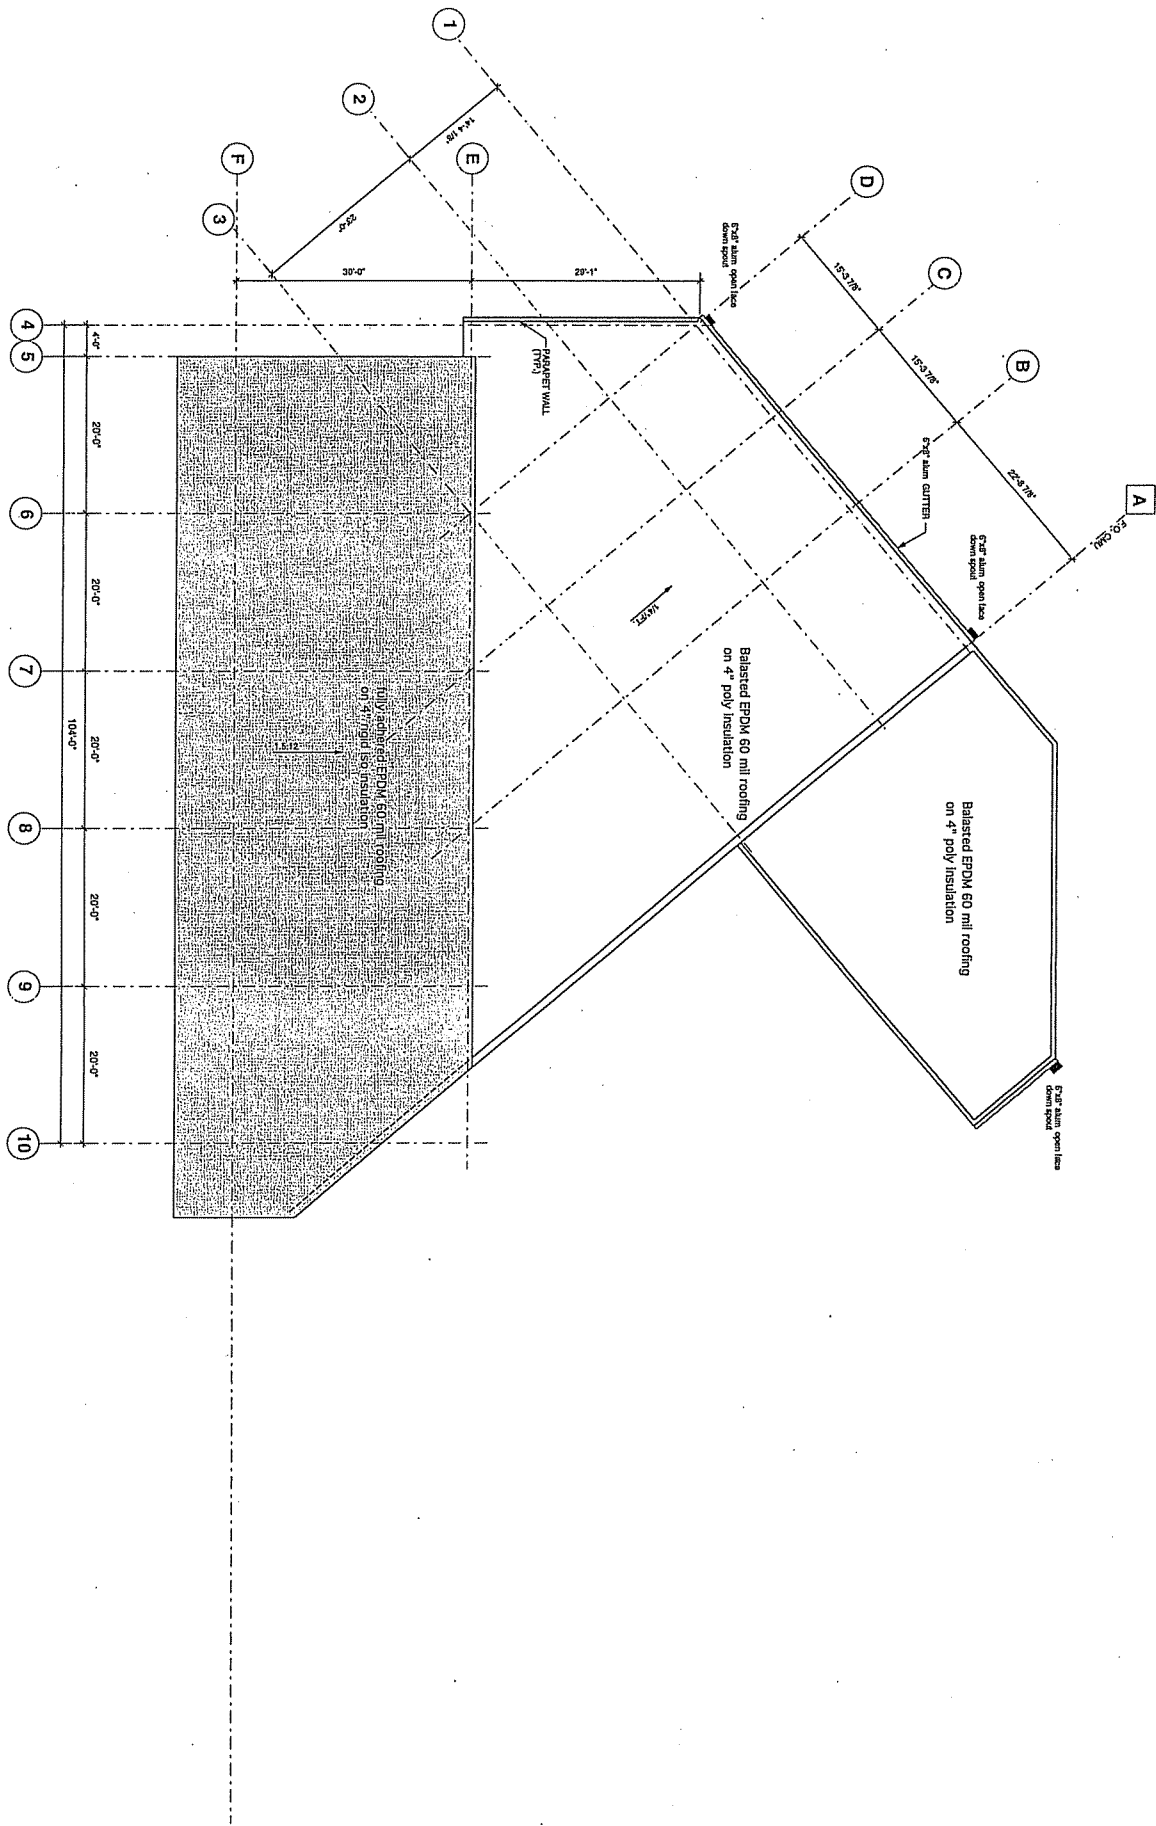 1
2
F
3
E
D
C
B
A
F.O. CMU
14'-4 1/8"
23'-0"
30'-0"
29'-1"
15'-3 7/8"
15'-3 7/8"
22'-8 7/8"
6"x8" alum open face
down spout
PARAPET WALL
(TYP.)
6"x8" alum GUTTER
6"x8" alum open face
down spout
1/4"/FT.
Balasted EPDM 60 mil roofing
on 4" poly insulation
Balasted EPDM 60 mil roofing
on 4" poly insulation
6"x8" alum open face
down spout
fully adhered EPDM 60 mil roofing
on 4" rigid iso insulation
1.5:12
4
5
6
7
8
9
10
4'-0"
20'-0"
20'-0"
20'-0"
20'-0"
20'-0"
104'-0"